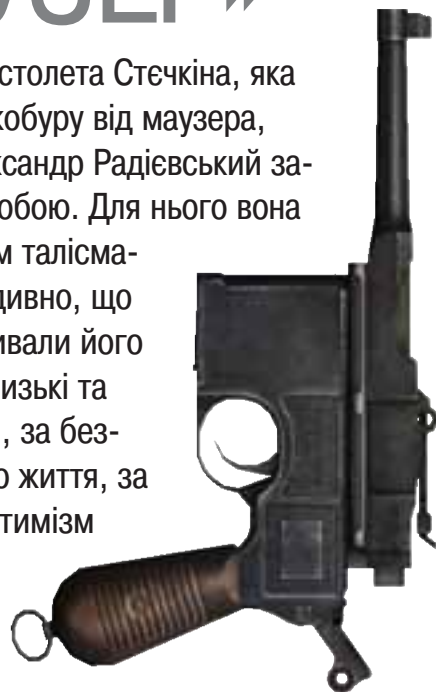 столета Стєчкіна, яка
кобуру від маузера,
ксандр Радієвський за-
обою. Для нього вона
м талісма-
дивно, що
ивали його
изькі та
, за без-
о життя, за
тимізм